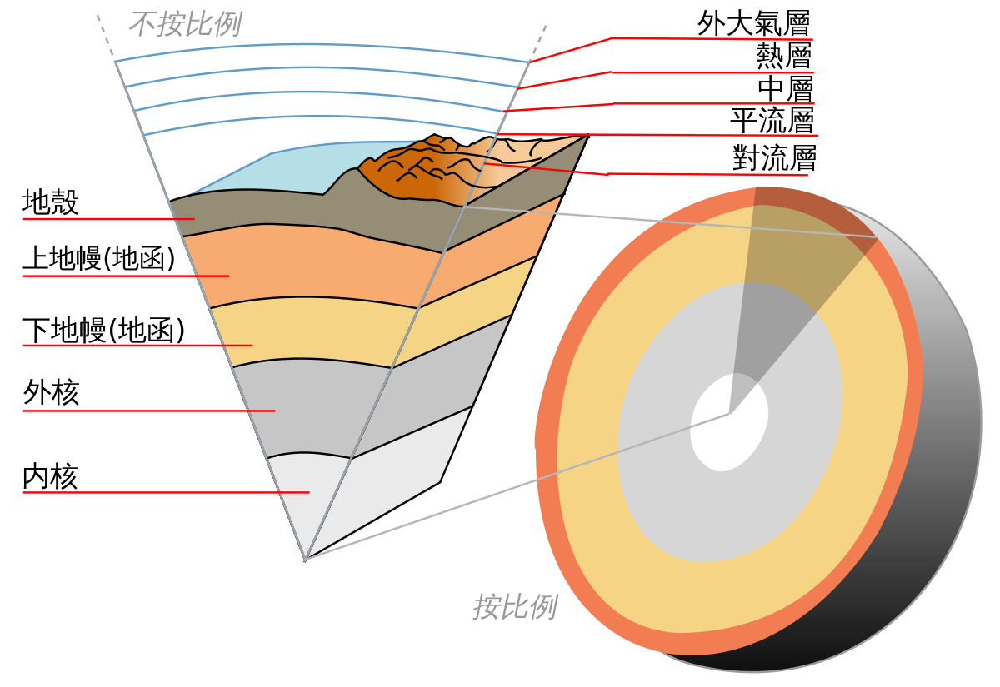 不按比例
外大氣層
熱層
中層
平流層
對流層
地殼
上地幔(地函)
下地幔(地函)
外核
内核
按比例